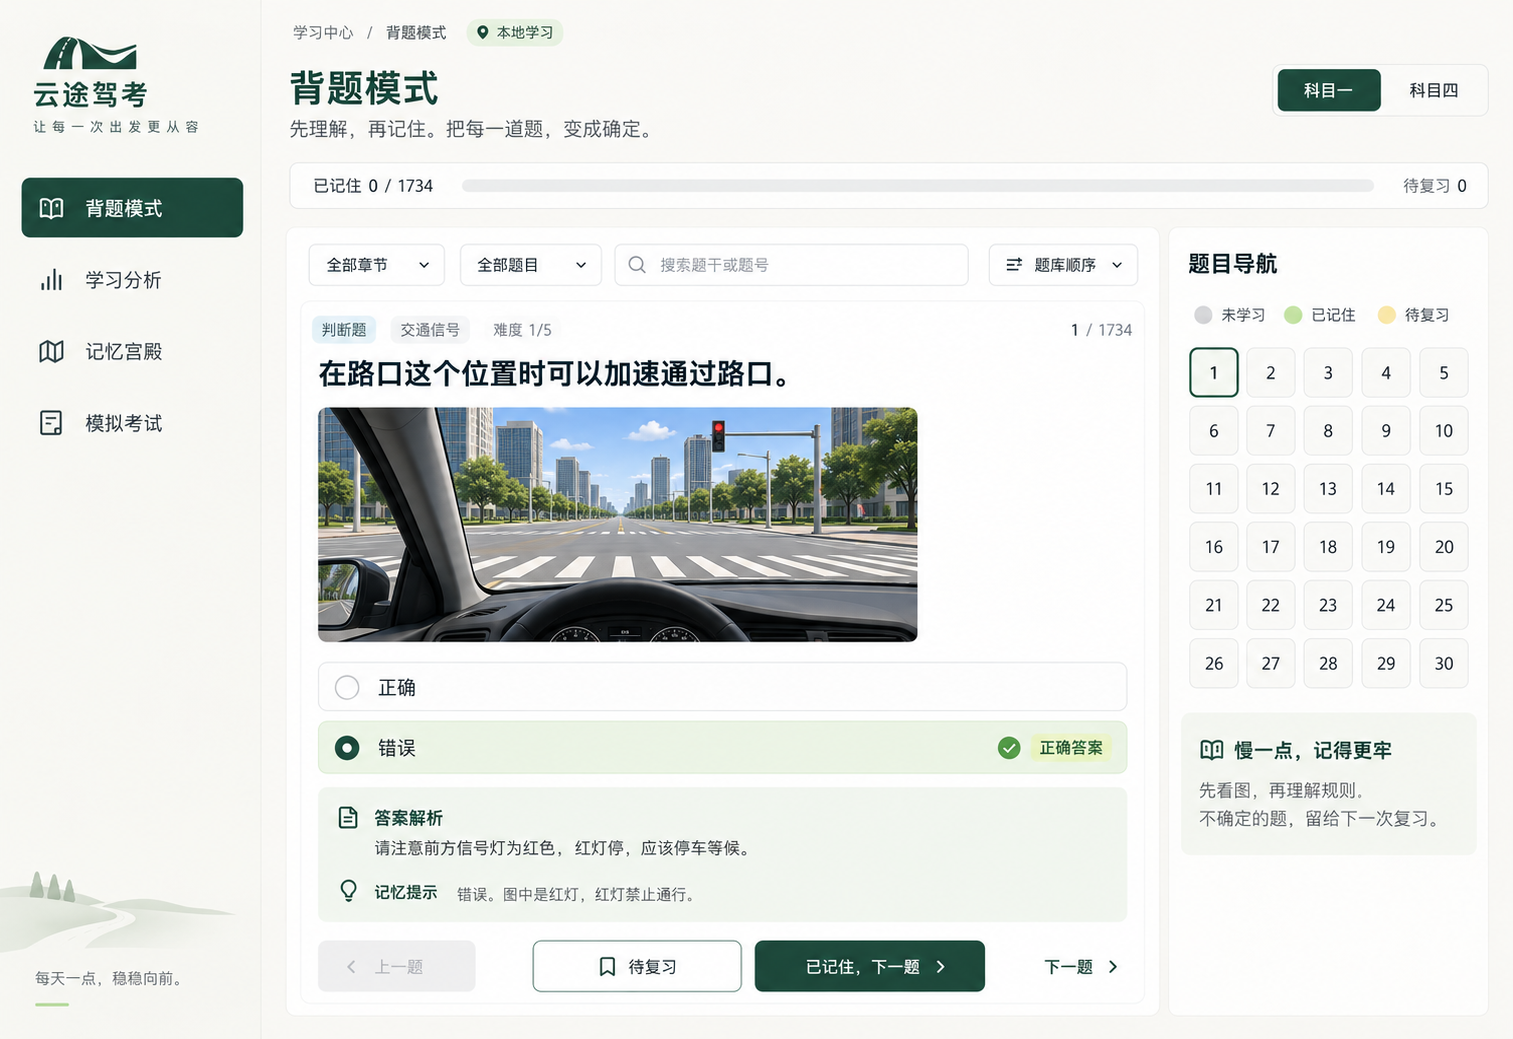 云途驾考
让每一次出发更从容
背题模式
学习分析
记忆宫殿
模拟考试
每天一点，稳稳向前。
学习中心 / 背题模式 本地学习
背题模式
先理解，再记住。把每一道题，变成确定。
科目一 科目四
已记住 0 / 1734 待复习 0
全部章节 全部题目 搜索题干或题号 题库顺序
判断题 交通信号 难度 1/5 1 / 1734
在路口这个位置时可以加速通过路口。
正确
错误 正确答案
答案解析
请注意前方信号灯为红色，红灯停，应该停车等候。
记忆提示 错误。图中是红灯，红灯禁止通行。
上一题 待复习 已记住，下一题 下一题
题目导航
未学习 已记住 待复习
1 2 3 4 5
6 7 8 9 10
11 12 13 14 15
16 17 18 19 20
21 22 23 24 25
26 27 28 29 30
慢一点，记得更牢
先看图，再理解规则。
不确定的题，留给下一次复习。